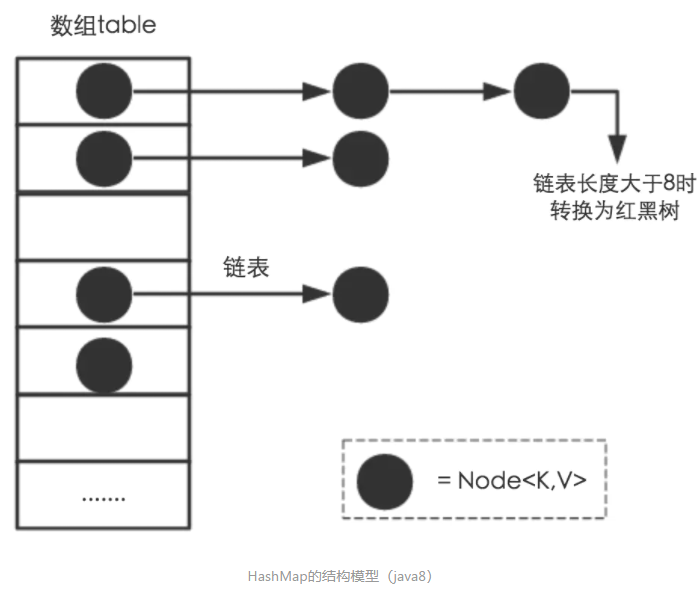 数组table
链表长度大于8时
转换为红黑树
链表
.......
= Node<K,V>
HashMap的结构模型（java8）